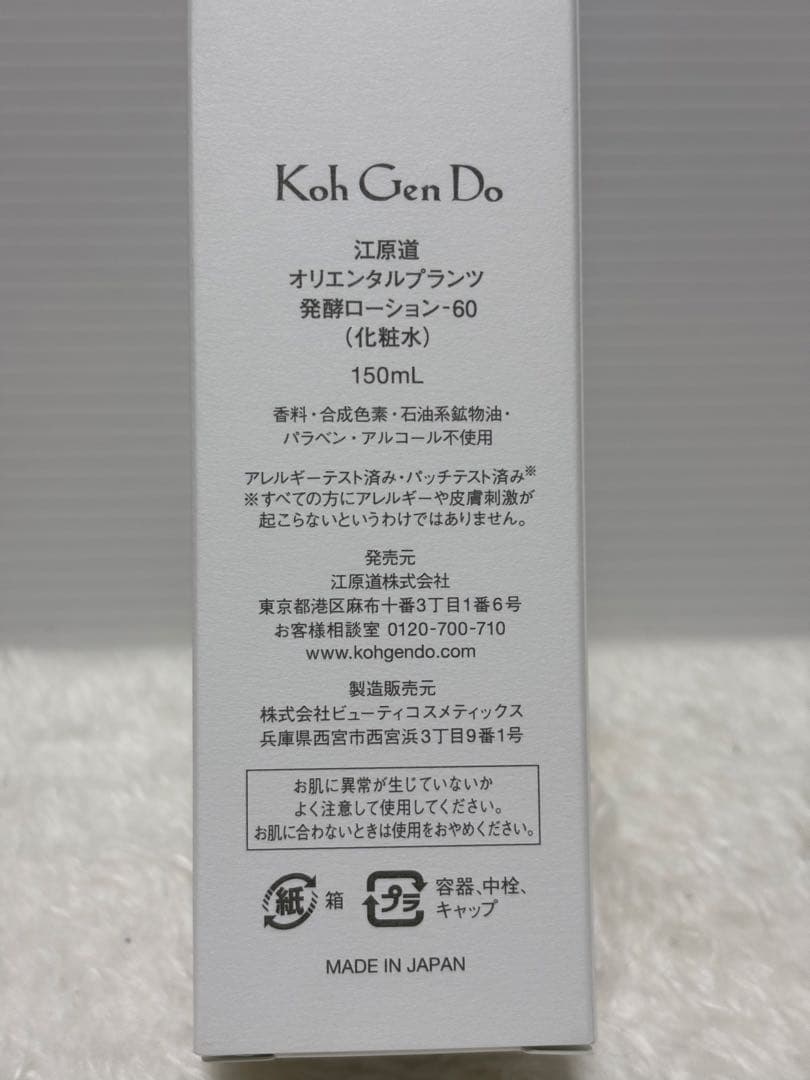 Koh Gen Do
江原道
オリエンタルプランツ
発酵ローション-60
（化粧水）
150mL
香料・合成色素・石油系鉱物油・
パラベン・アルコール不使用
アレルギーテスト済み・パッチテスト済み※
※すべての方にアレルギーや皮膚刺激が
起こらないというわけではありません。
発売元
江原道株式会社
東京都港区麻布十番3丁目1番6号
お客様相談室 0120-700-710
www.kohgendo.com
製造販売元
株式会社ビューティコスメティックス
兵庫県西宮市西宮浜3丁目9番1号
お肌に異常が生じていないか
よく注意して使用してください。
お肌に合わないときは使用をおやめください。
紙 箱 プラ 容器、中栓、
キャップ
MADE IN JAPAN